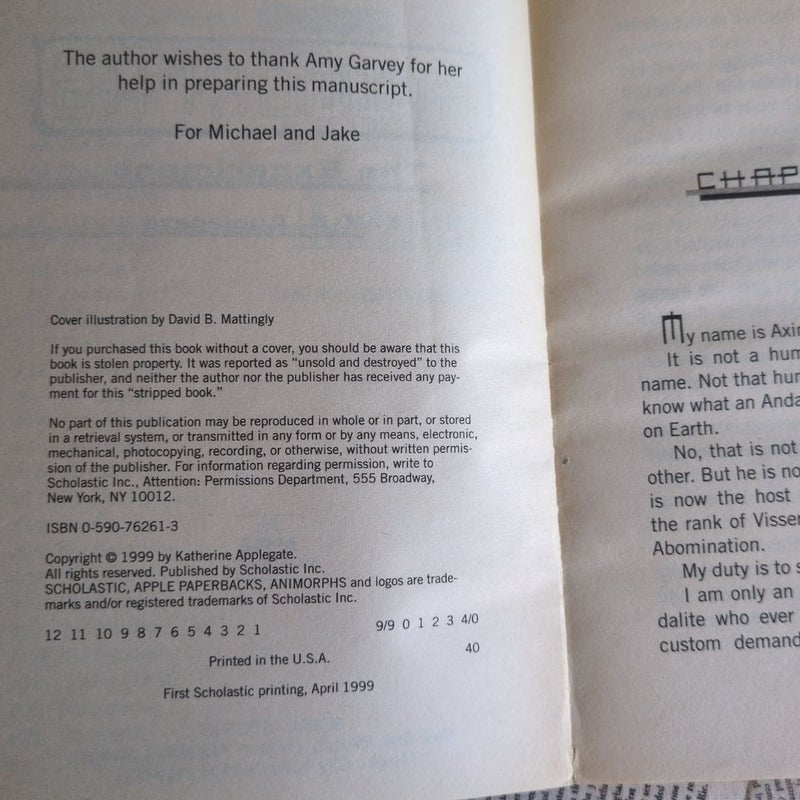 The author wishes to thank Amy Garvey for her
help in preparing this manuscript.
For Michael and Jake
Cover illustration by David B. Mattingly
If you purchased this book without a cover, you should be aware that this
book is stolen property. It was reported as "unsold and destroyed" to the
publisher, and neither the author nor the publisher has received any pay-
ment for this "stripped book."
No part of this publication may be reproduced in whole or in part, or stored
in a retrieval system, or transmitted in any form or by any means, electronic,
mechanical, photocopying, recording, or otherwise, without written permis-
sion of the publisher. For information regarding permission, write to
Scholastic Inc., Attention: Permissions Department, 555 Broadway,
New York, NY 10012.
ISBN 0-590-76261-3
Copyright © 1999 by Katherine Applegate.
All rights reserved. Published by Scholastic Inc.
SCHOLASTIC, APPLE PAPERBACKS, ANIMORPHS and logos are trade-
marks and/or registered trademarks of Scholastic Inc.
12 11 10 9 8 7 6 5 4 3 2 1 9/9 0 1 2 3 4/0
40
Printed in the U.S.A.
First Scholastic printing, April 1999
CHAP
My name is Axi
It is not a hum
name. Not that hu
know what an Anda
on Earth.
No, that is not
other. But he is no
is now the host
the rank of Visser
Abomination.
My duty is to s
I am only an
dalite who ever
custom demand